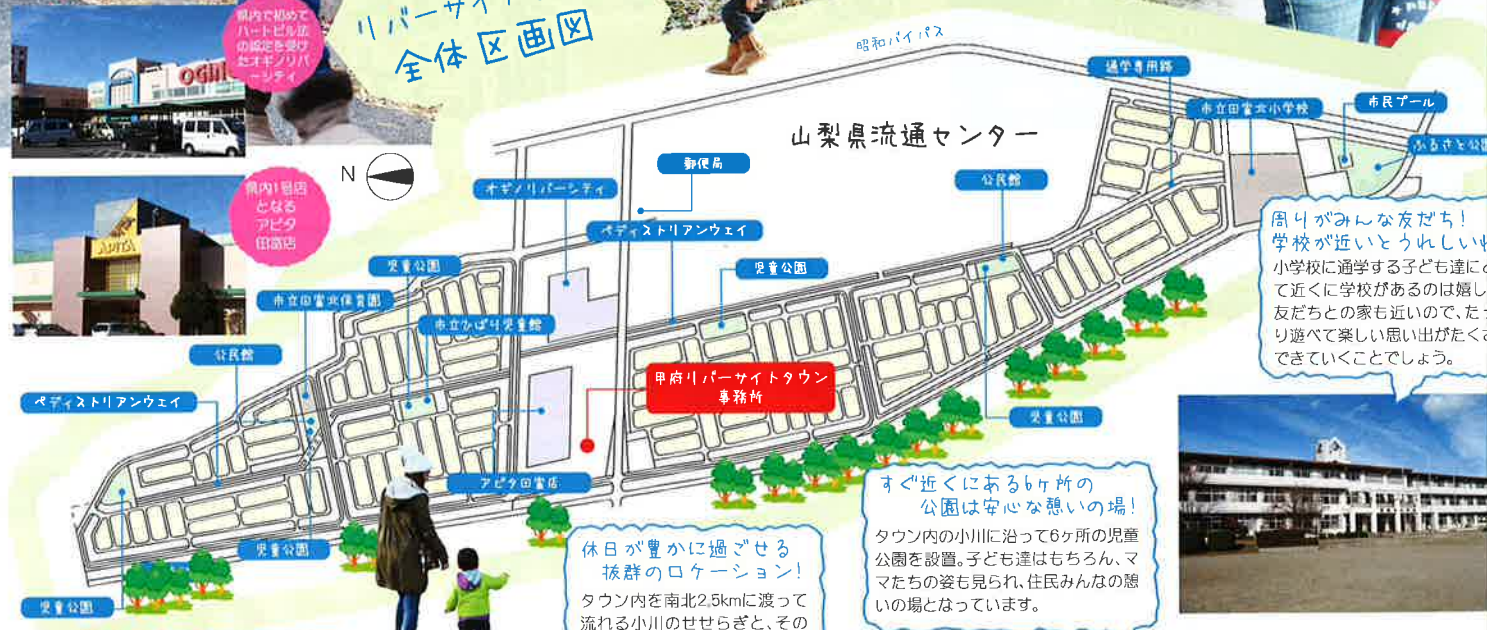 県内で初めて
ハートビル法
の認定を受け
たオギノリバ
ーシティ
OGINO
リバーサイド
全体区画図
昭和バイパス
通学専用路
市立田富北小学校
市民プール
ふるさと公園
山梨県流通センター
N
郵便局
オギノリバーシティ
公民館
県内1号店
となる
アピタ
田富店
APITA
ペディストリアンウェイ
児童公園
児童公園
市立田富北保育園
市立ひばり児童館
公民館
甲府リバーサイドタウン
事務所
ペディストリアンウェイ
児童公園
アピタ田富店
児童公園
児童公園
周りがみんな友だち!
学校が近いとうれしいね
小学校に通学する子ども達にと
て近くに学校があるのは嬉し
友だちとの家も近いので、たっ
り遊べて楽しい思い出がたくさ
できていくことでしょう。
すぐ近くにある6ヶ所の
公園は安心な憩いの場!
タウン内の小川に沿って6ヶ所の児童
公園を設置。子ども達はもちろん、マ
マたちの姿も見られ、住民みんなの憩
いの場となっています。
休日が豊かに過ごせる
抜群のロケーション!
タウン内を南北2.5kmに渡って
流れる小川のせせらぎと、その